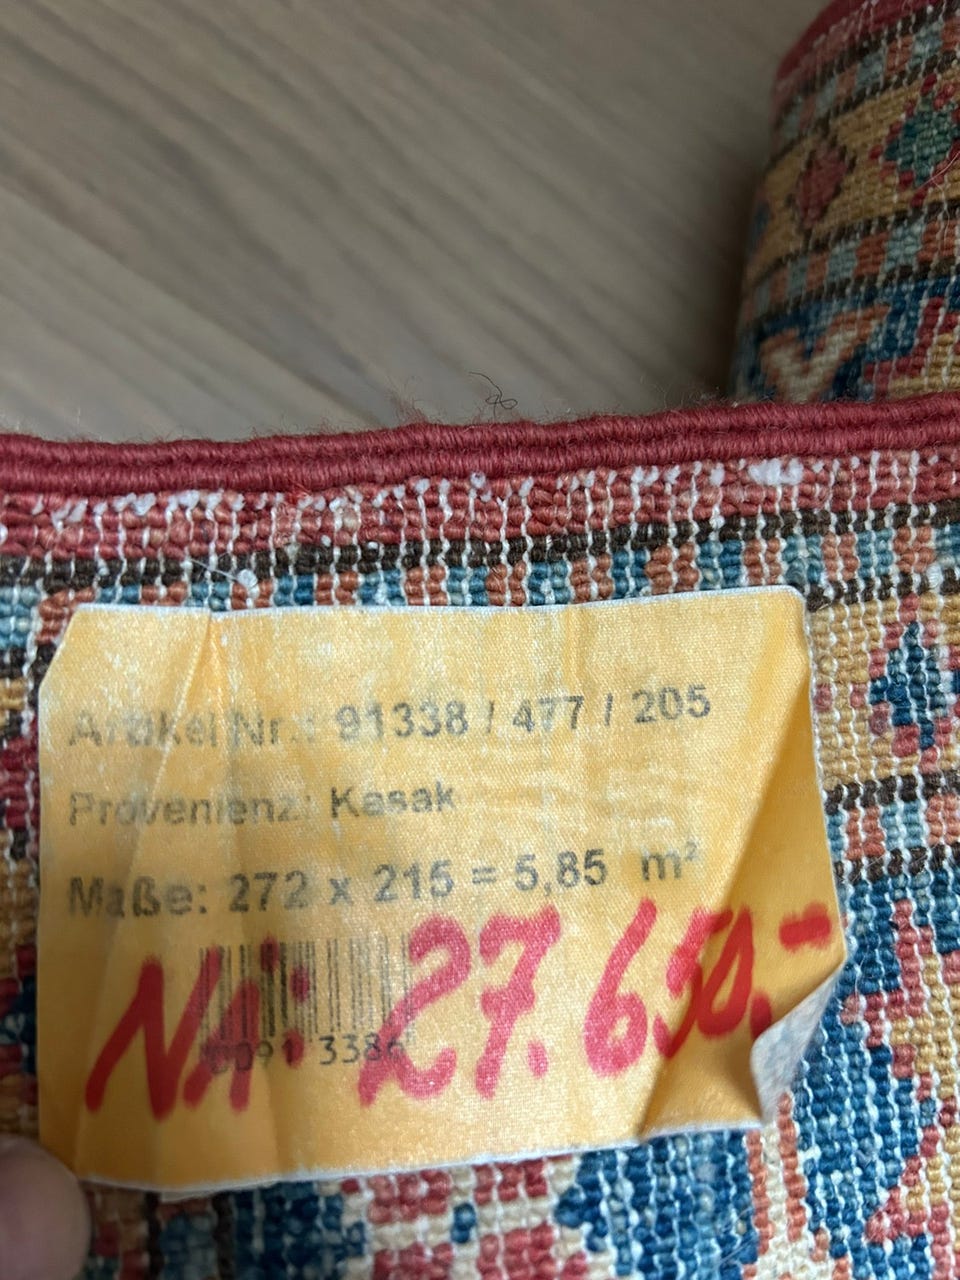 Artikel Nr.: 91338 / 477 / 205
Provenienz: Kasak
Maße: 272 x 215 = 5,85 m²
NA: 27.650,-